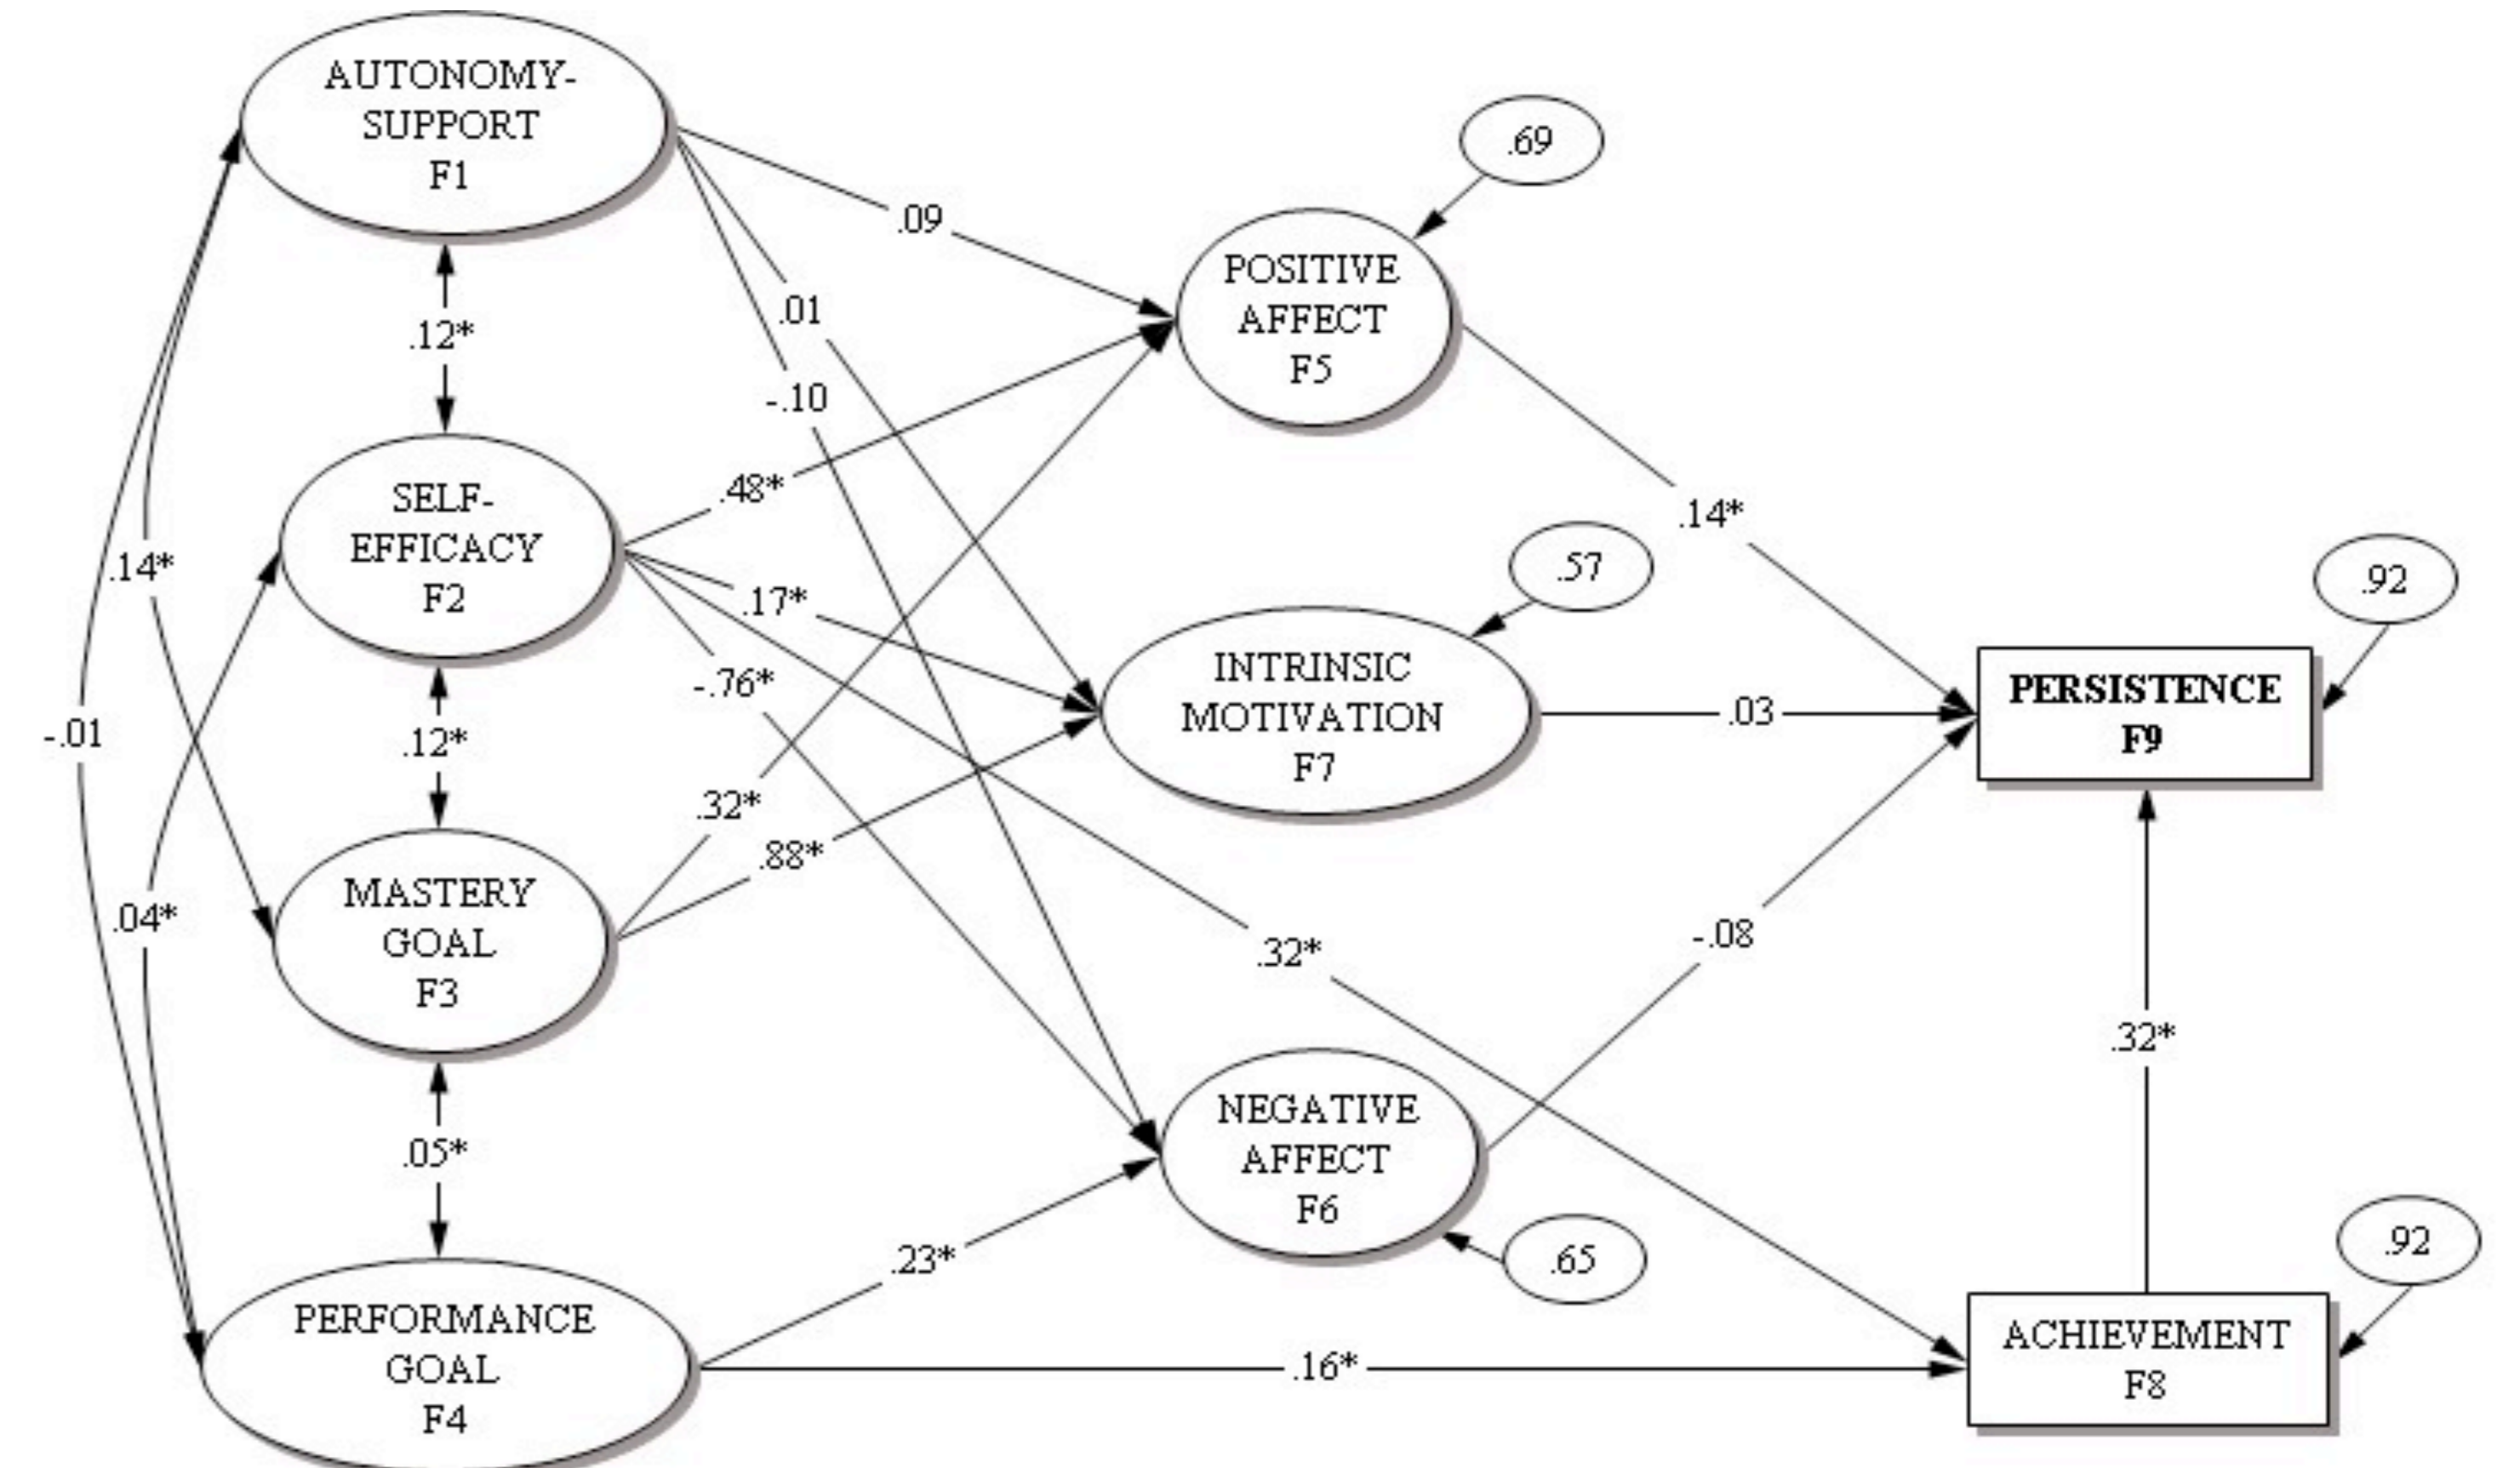 AUTONOMY-
SUPPORT
F1
.69
.09
POSITIVE
AFFECT
F5
.01
.12*
-.10
SELF-
EFFICACY
F2
.48*
.14*
.14*
.57
.92
.17*
INTRINSIC
MOTIVATION
F7
-.76*
PERSISTENCE
F9
.03
-.01
.12*
.32*
.88*
MASTERY
GOAL
F3
.04*
.32*
-.08
.32*
NEGATIVE
AFFECT
F6
.05*
.23*
.65
.92
PERFORMANCE
GOAL
F4
.16*
ACHIEVEMENT
F8